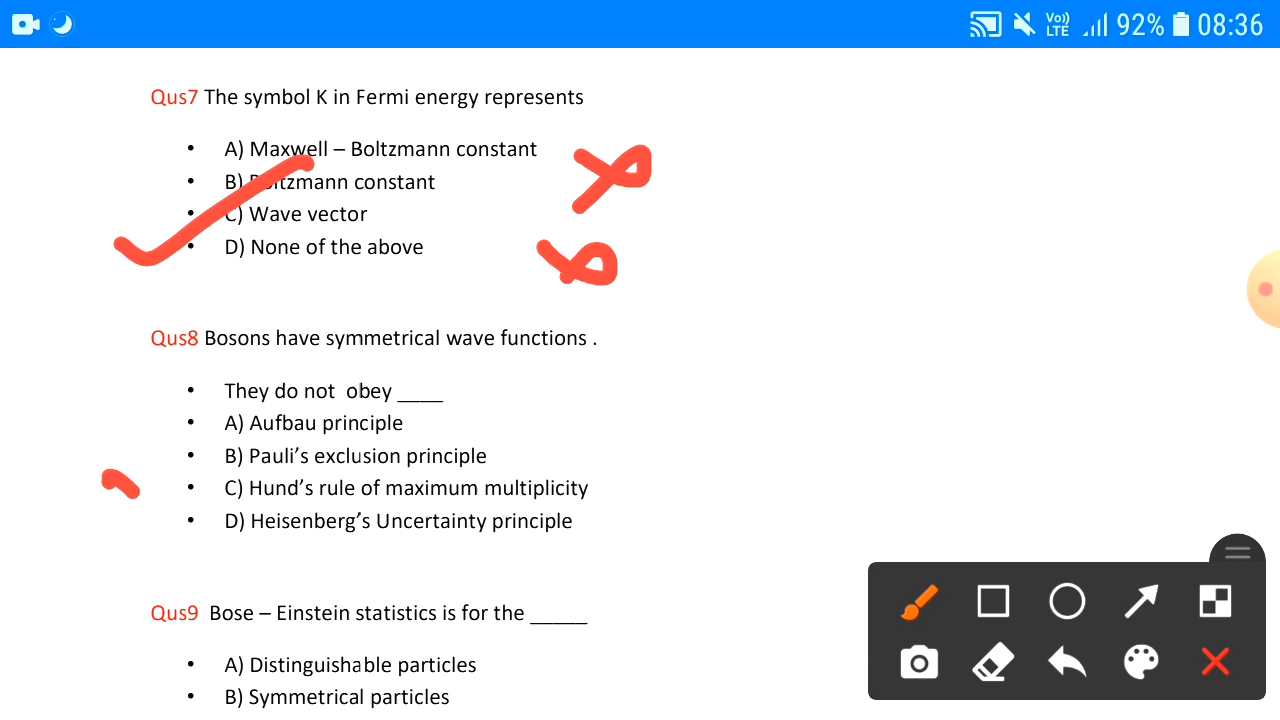 Vo)) LTE 92% 08:36
Qus7 The symbol K in Fermi energy represents
• A) Maxwell – Boltzmann constant
• B) Boltzmann constant
• C) Wave vector
• D) None of the above
Qus8 Bosons have symmetrical wave functions .
• They do not obey ____
• A) Aufbau principle
• B) Pauli’s exclusion principle
• C) Hund’s rule of maximum multiplicity
• D) Heisenberg’s Uncertainty principle
Qus9 Bose – Einstein statistics is for the _____
• A) Distinguishable particles
• B) Symmetrical particles